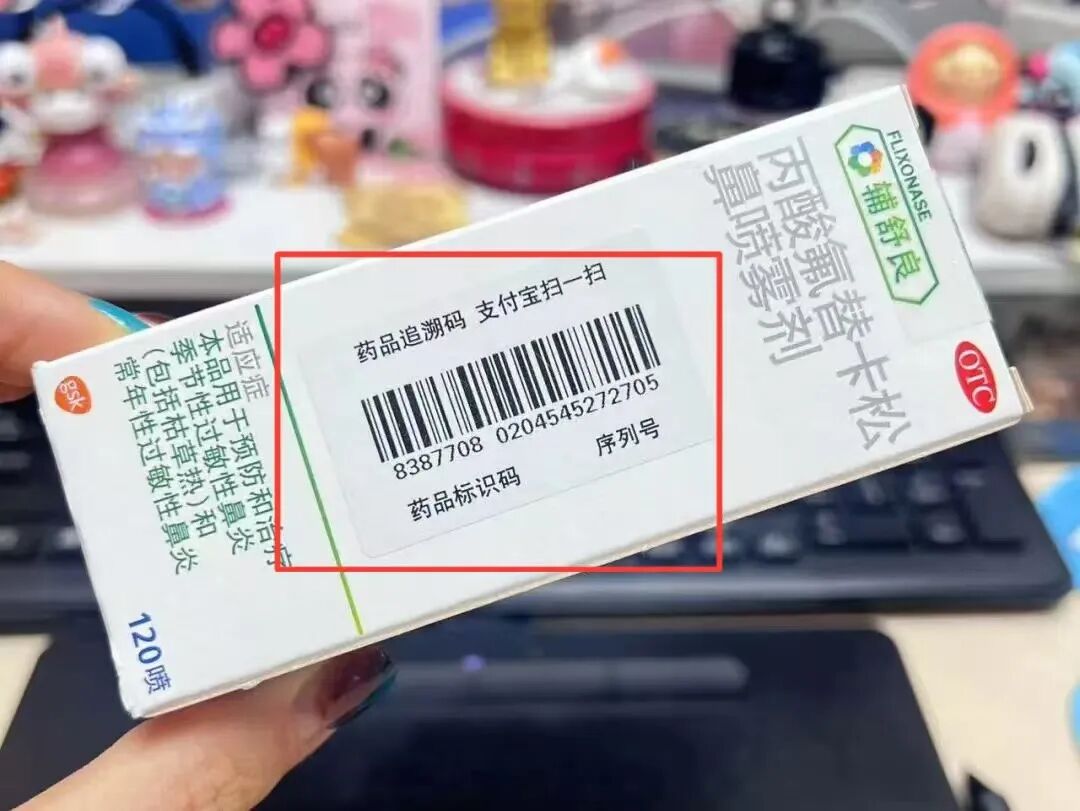 FLIXONASE
辅舒良
丙酸氟替卡松
鼻喷雾剂
OTC
药品追溯码 支付宝扫一扫
8387708 0204545272705
药品标识码 序列号
gsk
适应症
本品用于预防和治疗
季节性过敏性鼻炎
(包括枯草热)和
常年性过敏性鼻炎
120喷